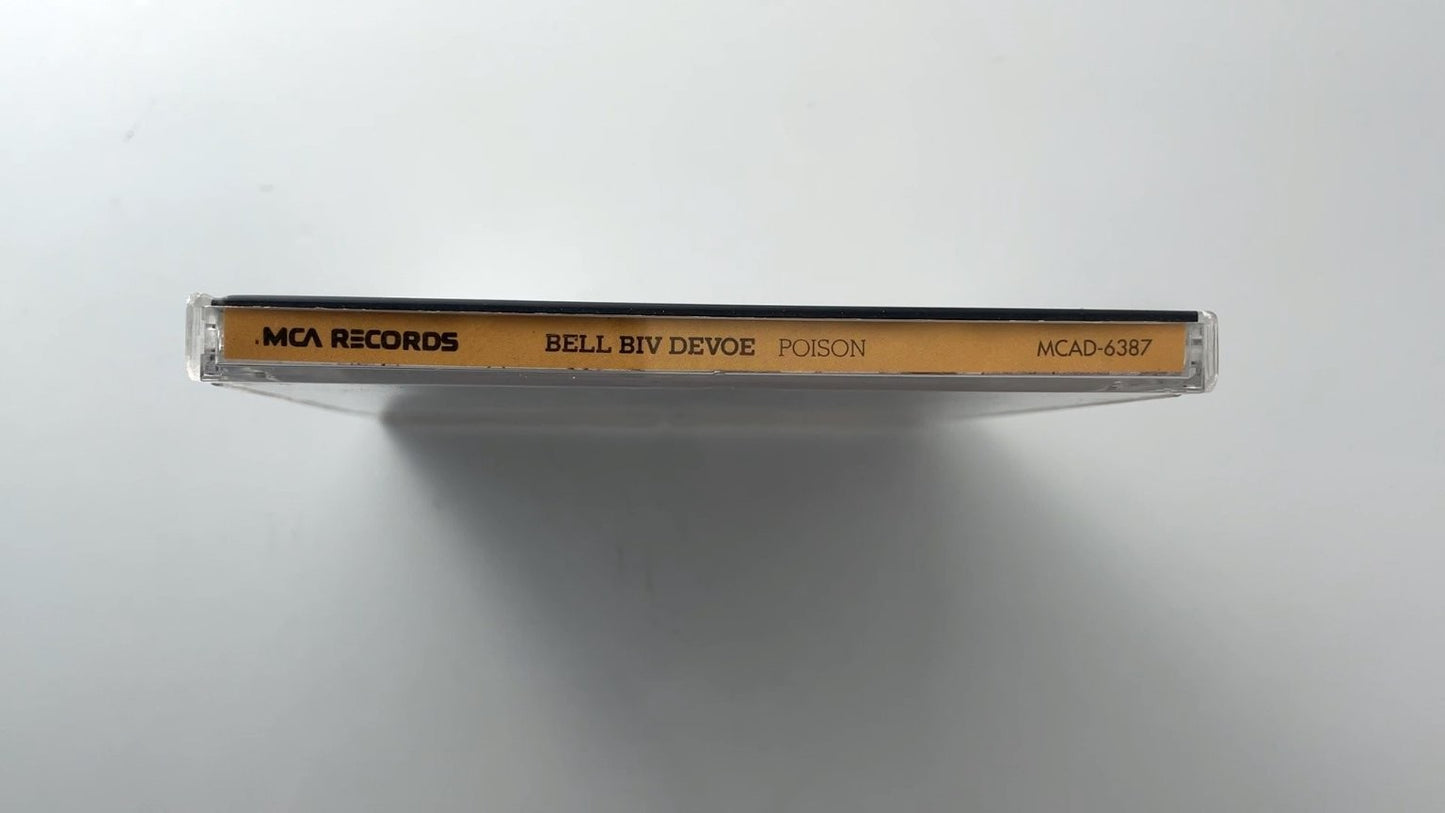 MCA RECORDS BELL BIV DEVOE POISON MCAD-6387